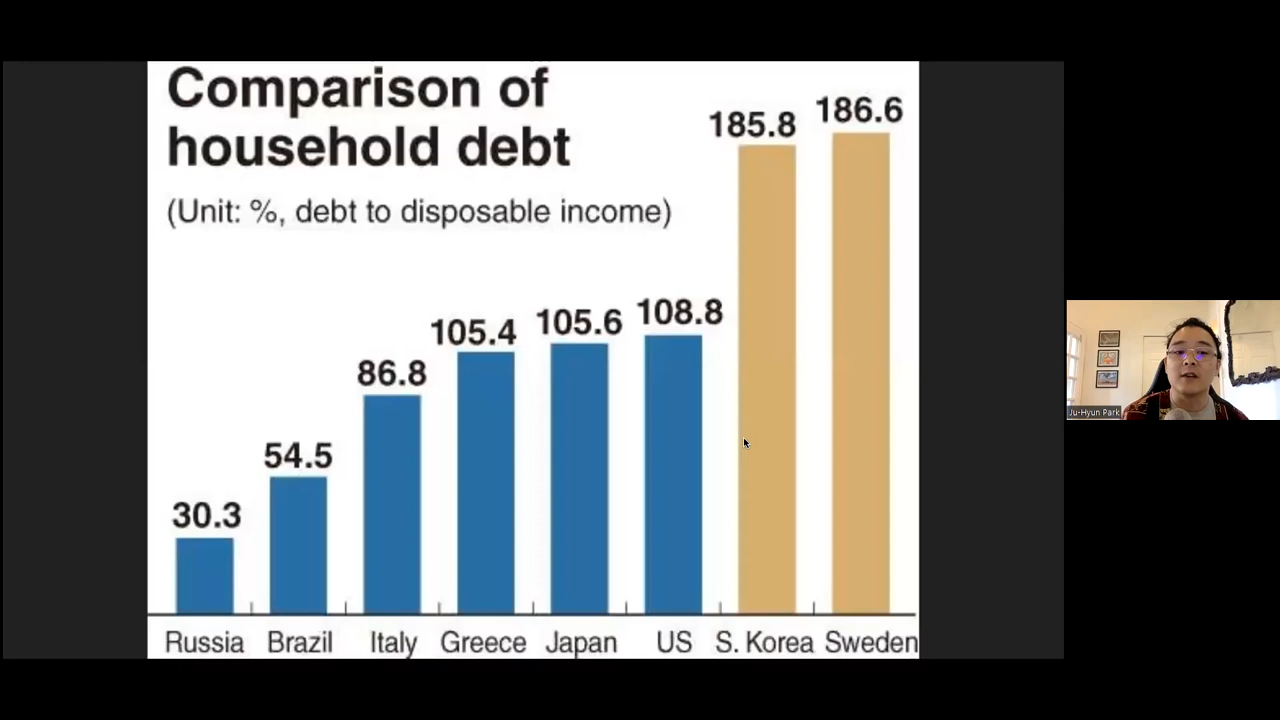 Comparison of
household debt
(Unit: %, debt to disposable income)
30.3
54.5
86.8
105.4
105.6
108.8
185.8
186.6
Russia Brazil Italy Greece Japan US S. Korea Sweden
Ju-Hyun Park